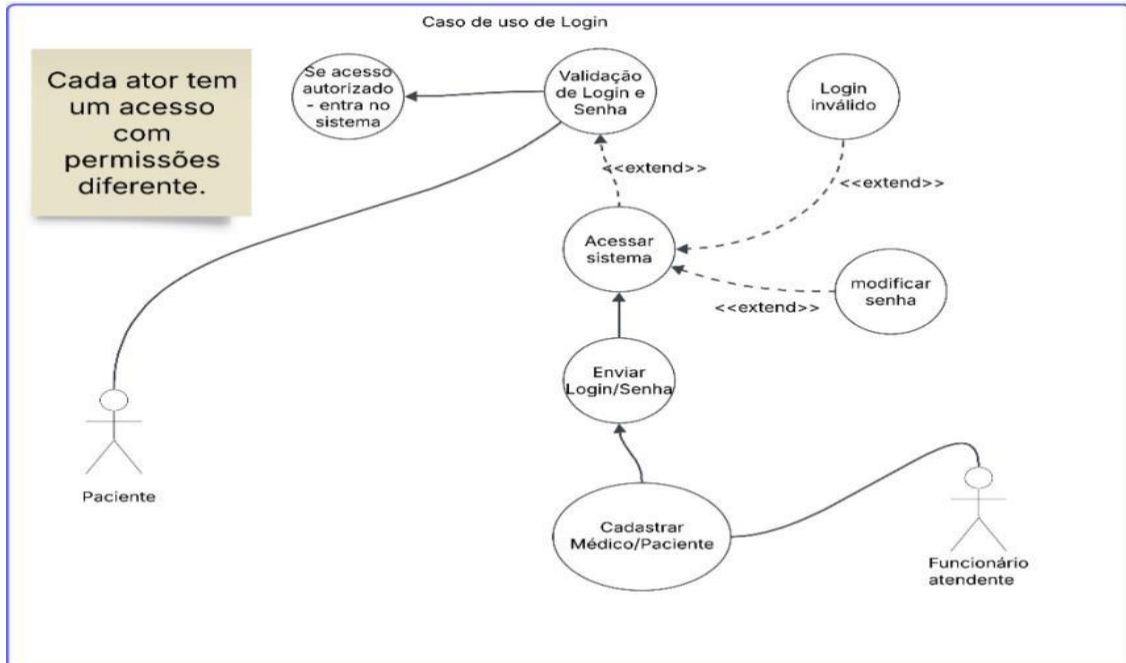 Caso de uso de Login
Cada ator tem
um acesso
com
permissões
diferente.
Se acesso
autorizado
- entra no
sistema
Validação
de Login e
Senha
Login
inválido
<<extend>>
<<extend>>
Acessar
sistema
modificar
senha
<<extend>>
Enviar
Login/Senha
Paciente
Cadastrar
Médico/Paciente
Funcionário
atendente